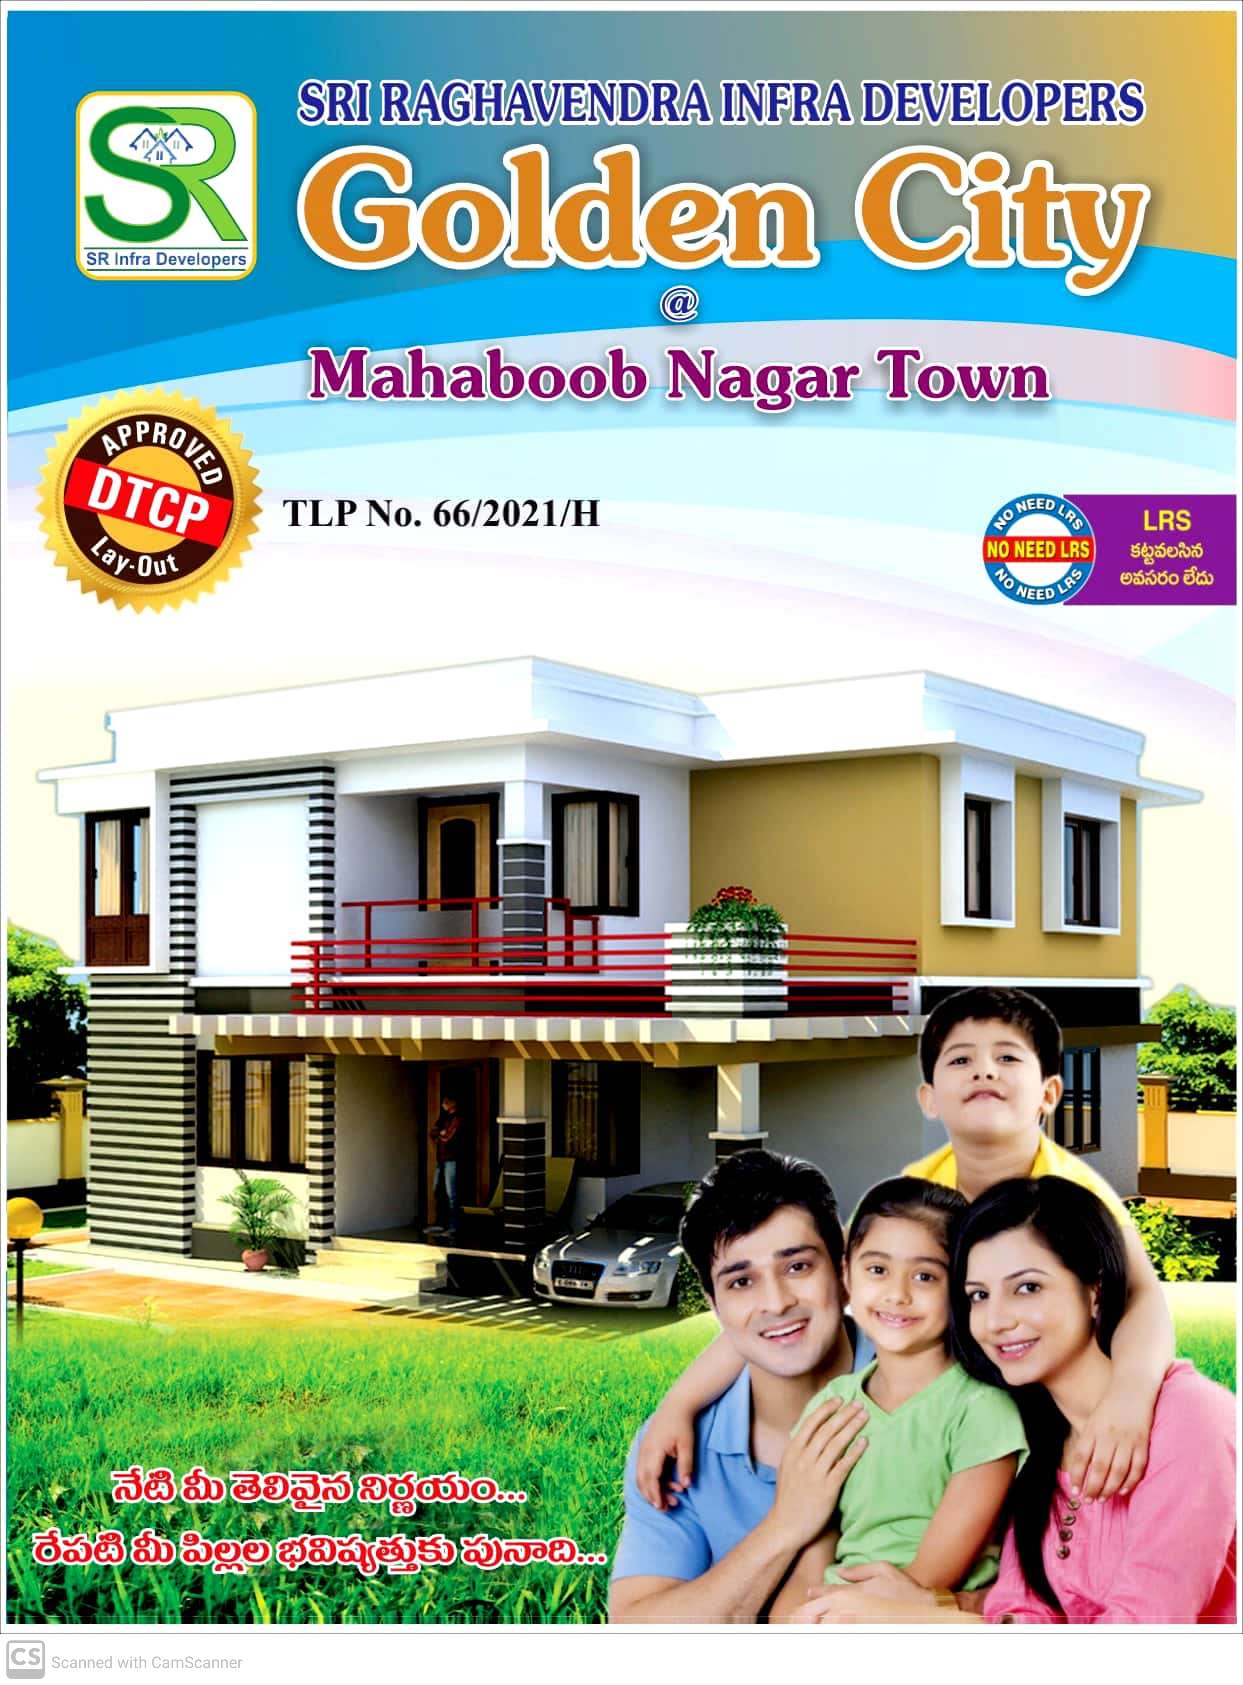 SRI RAGHAVENDRA INFRA DEVELOPERS
SR
SR Infra Developers
Golden City
@
Mahaboob Nagar Town
APPROVED
DTCP
Lay-Out
TLP No. 66/2021/H
NO NEED LRS
NO NEED LRS
NO NEED LRS
LRS
కట్టవలసిన
అవసరం లేదు
నేటి మీ తెలివైన నిర్ణయం...
రేపటి మీ పిల్లల భవిష్యత్తుకు పునాది...
CS Scanned with CamScanner